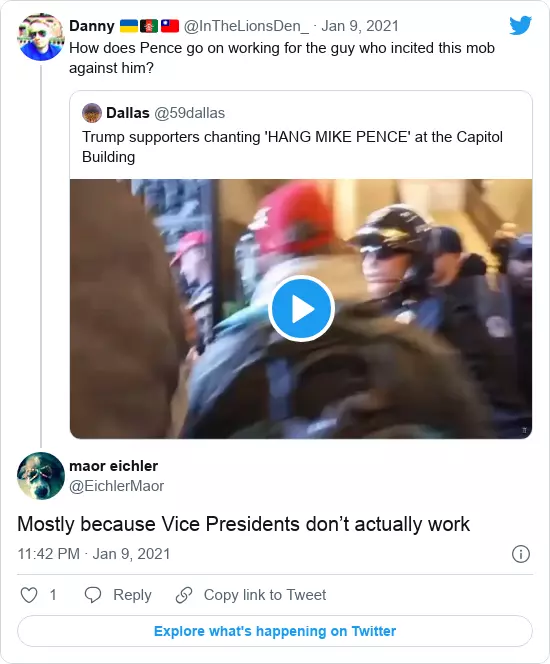 Danny @InTheLionsDen_ · Jan 9, 2021
How does Pence go on working for the guy who incited this mob
against him?
Dallas @59dallas
Trump supporters chanting 'HANG MIKE PENCE' at the Capitol
Building
maor eichler
@EichlerMaor
Mostly because Vice Presidents don’t actually work
11:42 PM · Jan 9, 2021
1 Reply Copy link to Tweet
Explore what's happening on Twitter